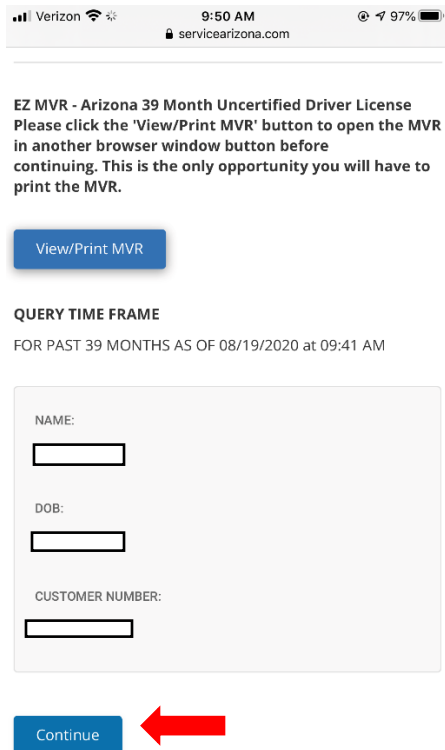 Verizon 9:50 AM 97%
servicearizona.com
EZ MVR - Arizona 39 Month Uncertified Driver License
Please click the 'View/Print MVR' button to open the MVR
in another browser window button before
continuing. This is the only opportunity you will have to
print the MVR.
View/Print MVR
QUERY TIME FRAME
FOR PAST 39 MONTHS AS OF 08/19/2020 at 09:41 AM
NAME:
DOB:
CUSTOMER NUMBER:
Continue